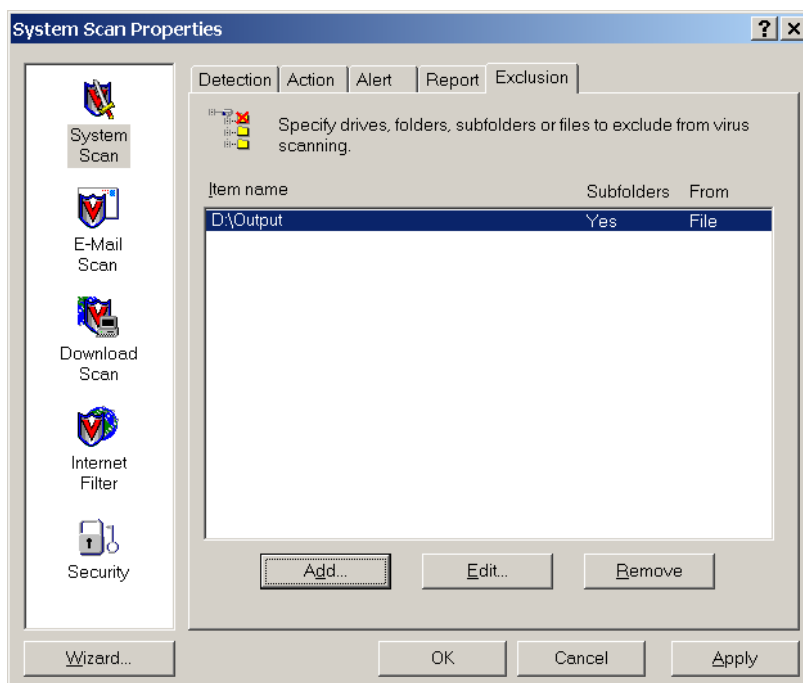 System Scan Properties
System
Scan
E-Mail
Scan
Download
Scan
Internet
Filter
Security
Detection Action Alert Report Exclusion
Specify drives, folders, subfolders or files to exclude from virus
scanning.
Item name Subfolders From
D:\Output Yes File
Add... Edit... Remove
Wizard... OK Cancel Apply